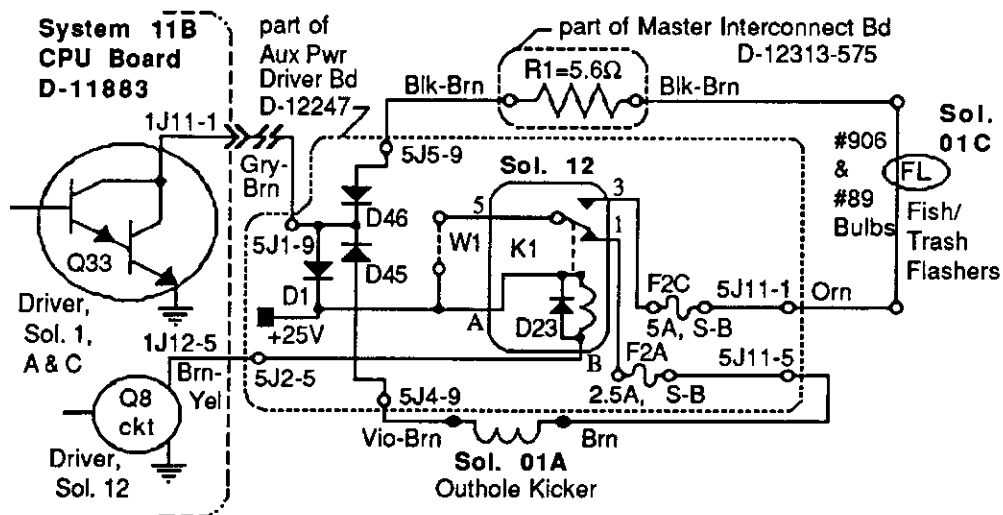 System 11B
CPU Board
D-11883
part of
Aux Pwr
Driver Bd
D-12247
part of Master Interconnect Bd
D-12313-575
R1=5.6Ω
Blk-Brn
Blk-Brn
Sol.
01C
1J11-1
Gry-
Brn
5J5-9
Sol. 12
#906
&
#89
Bulbs
FL
Fish/
Trash
Flashers
Q33
5J1-9
D46
D45
W1
5
3
1
K1
D1
+25V
A
D23
B
F2C
5A, S-B
5J11-1
Orn
Driver,
Sol. 1,
A & C
1J12-5
Brn-
Yel
5J2-5
F2A
2.5A, S-B
5J11-5
Q8
ckt
5J4-9
Vio-Brn
Brn
Driver,
Sol. 12
Sol. 01A
Outhole Kicker